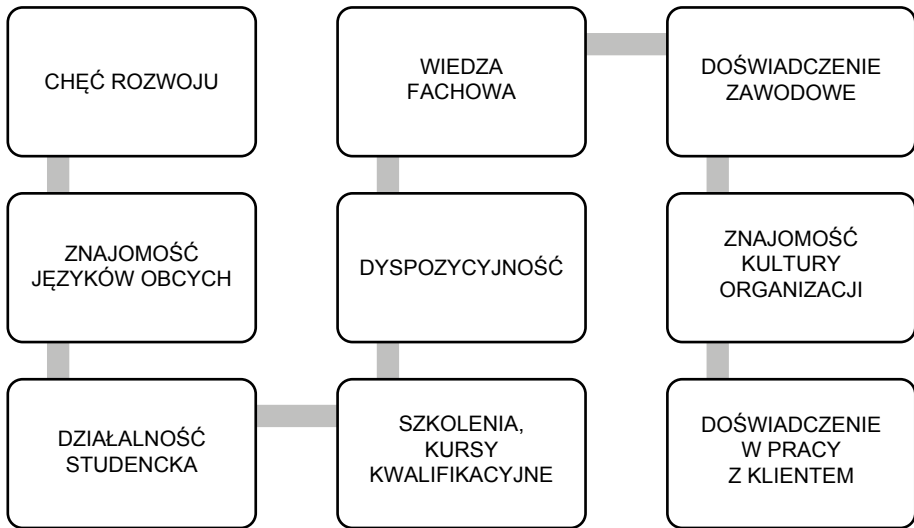 CHĘĆ ROZWOJU
ZNAJOMOŚĆ
JĘZYKÓW OBCYCH
DZIAŁALNOŚĆ
STUDENCKA
SZKOLENIA,
KURSY
KWALIFIKACYJNE
DYSPOZYCYJNOŚĆ
WIEDZA
FACHOWA
DOŚWIADCZENIE
ZAWODOWE
ZNAJOMOŚĆ
KULTURY
ORGANIZACJI
DOŚWIADCZENIE
W PRACY
Z KLIENTEM